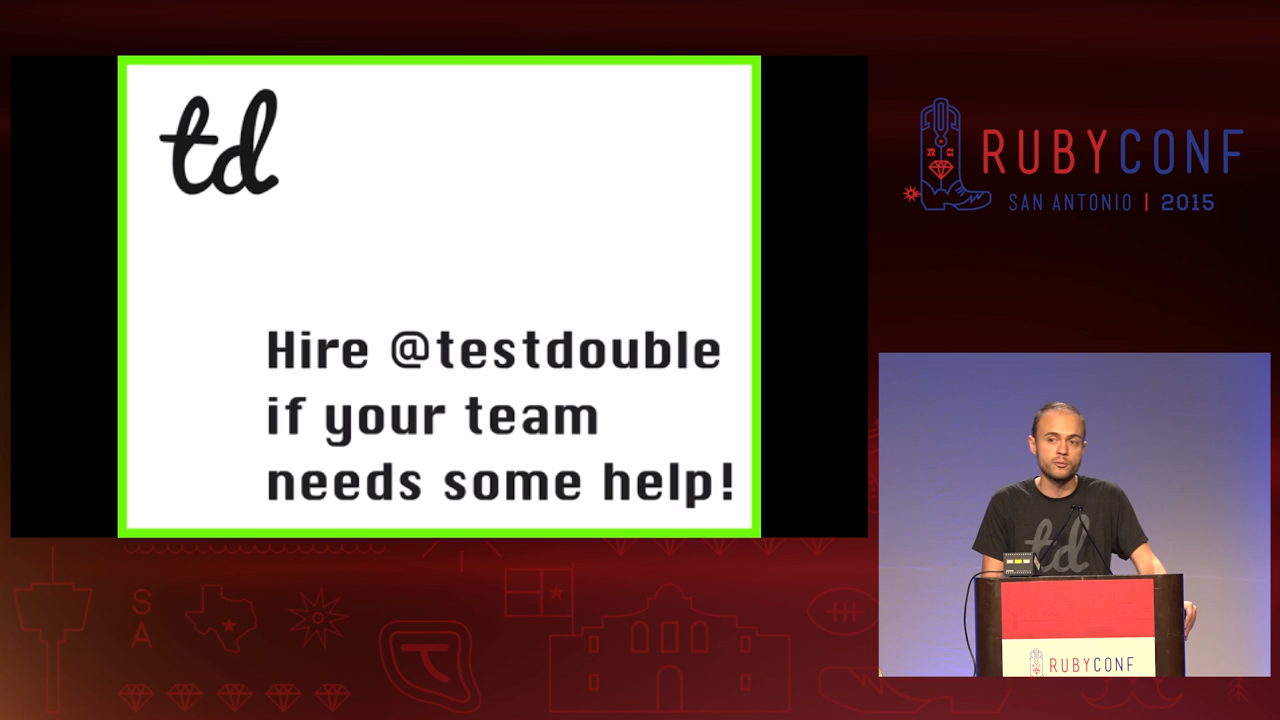 td
Hire @testdouble
if your team
needs some help!
RUBYCONF
SAN ANTONIO | 2015
S
A
td
RUBYCONF